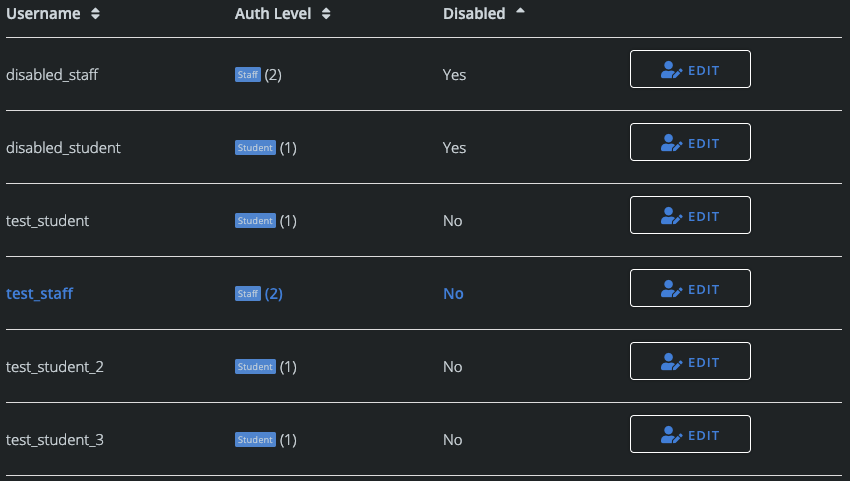 Username Auth Level Disabled
disabled_staff Staff (2) Yes EDIT
disabled_student Student (1) Yes EDIT
test_student Student (1) No EDIT
test_staff Staff (2) No EDIT
test_student_2 Student (1) No EDIT
test_student_3 Student (1) No EDIT